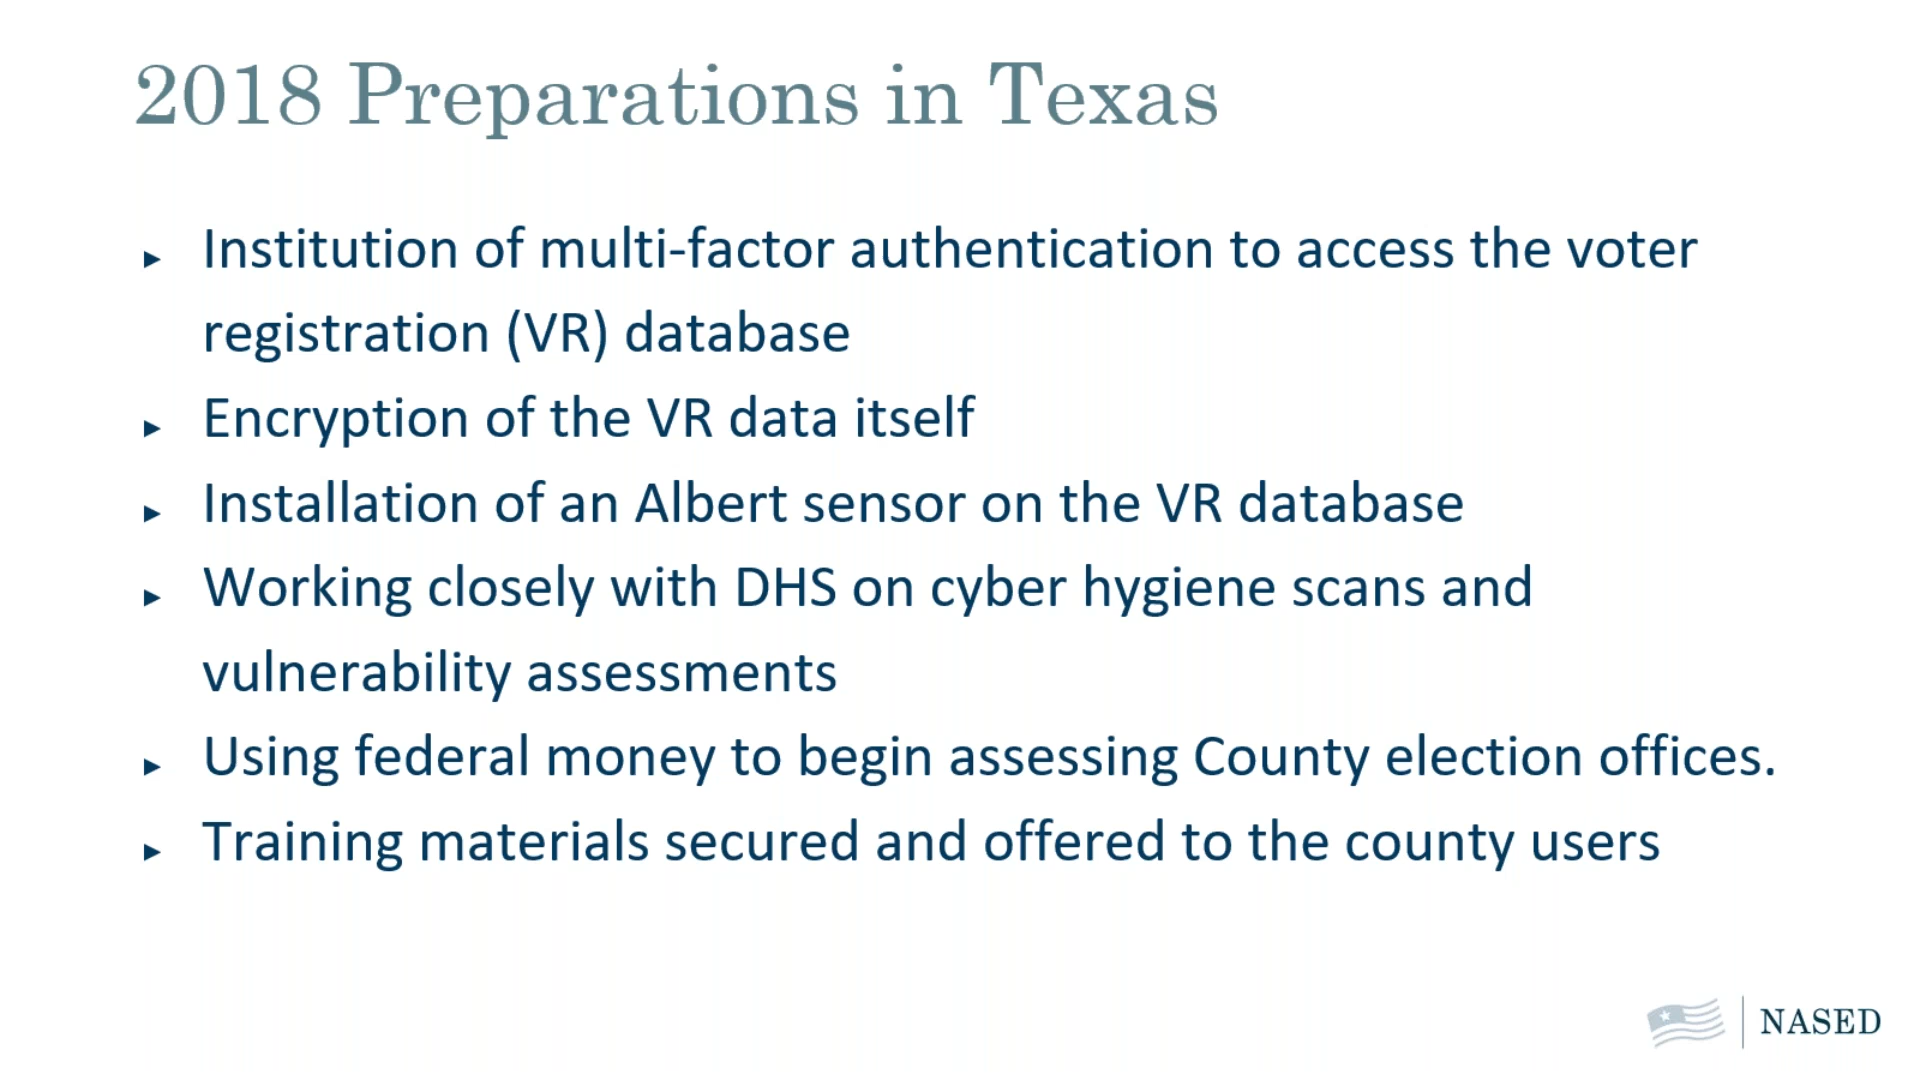 2018 Preparations in Texas
▸ Institution of multi-factor authentication to access the voter
registration (VR) database
▸ Encryption of the VR data itself
▸ Installation of an Albert sensor on the VR database
▸ Working closely with DHS on cyber hygiene scans and
vulnerability assessments
▸ Using federal money to begin assessing County election offices.
▸ Training materials secured and offered to the county users
NASED